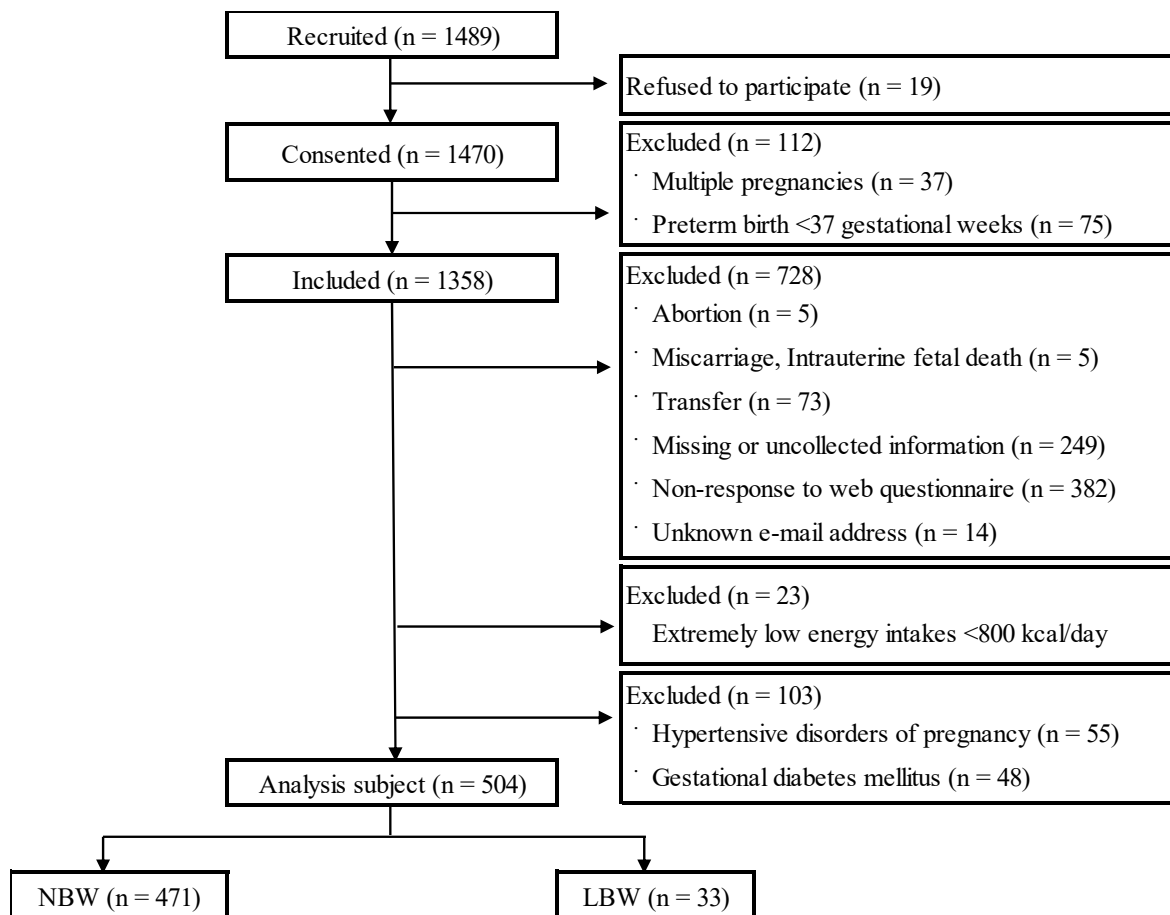 Recruited (n = 1489)
Refused to participate (n = 19)
Consented (n = 1470)
Excluded (n = 112)
· Multiple pregnancies (n = 37)
· Preterm birth <37 gestational weeks (n = 75)
Included (n = 1358)
Excluded (n = 728)
· Abortion (n = 5)
· Miscarriage, Intrauterine fetal death (n = 5)
· Transfer (n = 73)
· Missing or uncollected information (n = 249)
· Non-response to web questionnaire (n = 382)
· Unknown e-mail address (n = 14)
Excluded (n = 23)
Extremely low energy intakes <800 kcal/day
Excluded (n = 103)
· Hypertensive disorders of pregnancy (n = 55)
· Gestational diabetes mellitus (n = 48)
Analysis subject (n = 504)
NBW (n = 471)
LBW (n = 33)